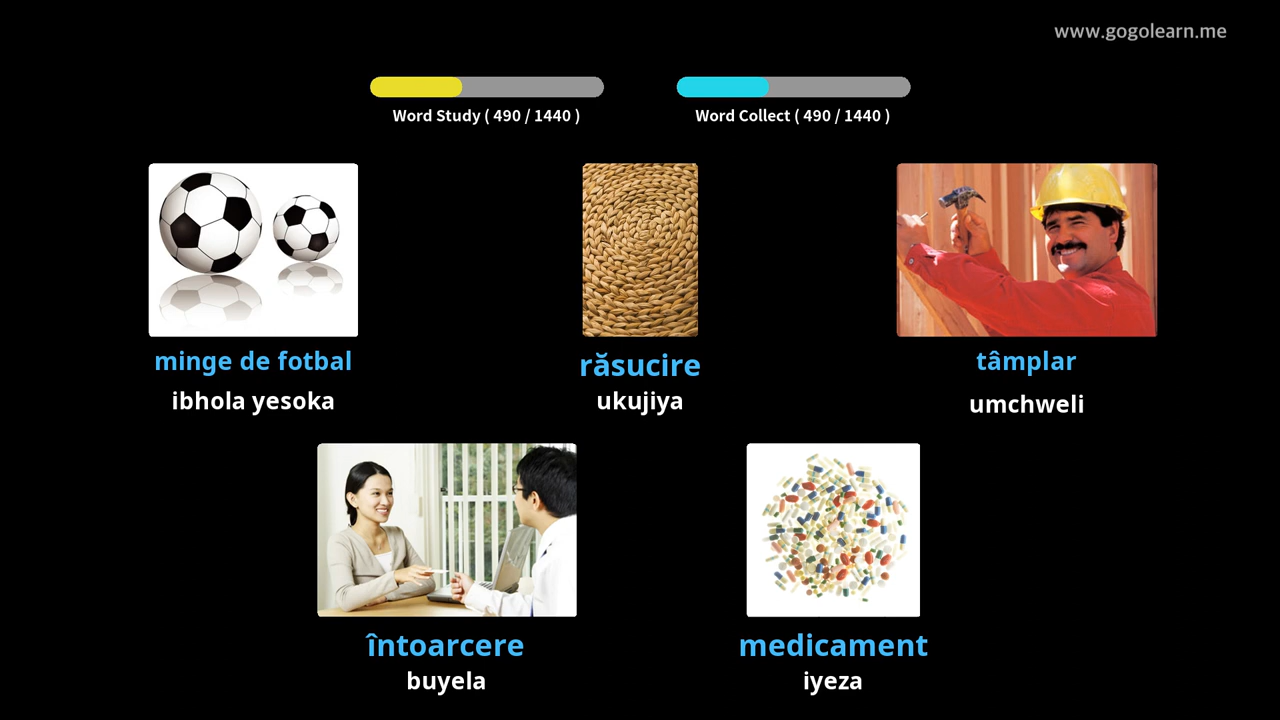 www.gogolearn.me
Word Study ( 490 / 1440 )
Word Collect ( 490 / 1440 )
minge de fotbal
ibhola yesoka
răsucire
ukujiya
tâmplar
umchweli
întoarcere
buyela
medicament
iyeza